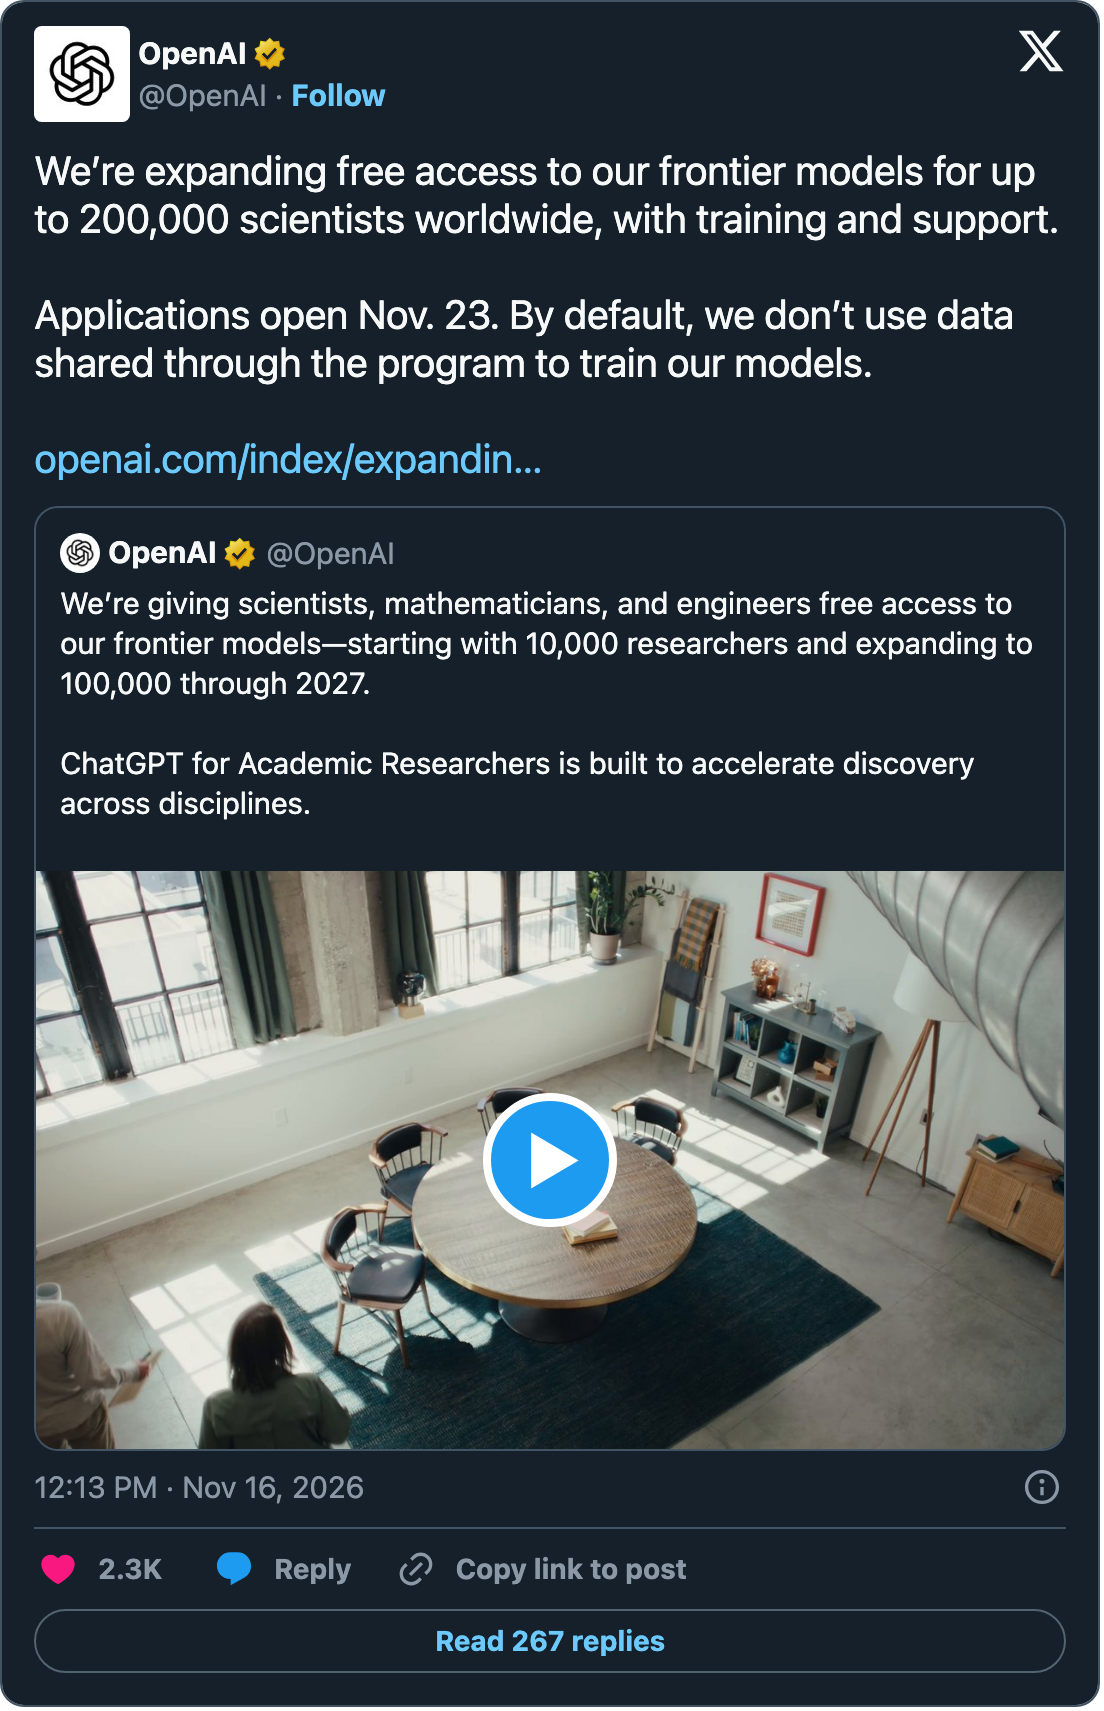 OpenAI
@OpenAI · Follow
We’re expanding free access to our frontier models for up
to 200,000 scientists worldwide, with training and support.
Applications open Nov. 23. By default, we don’t use data
shared through the program to train our models.
openai.com/index/expandin…
OpenAI @OpenAI
We’re giving scientists, mathematicians, and engineers free access to
our frontier models—starting with 10,000 researchers and expanding to
100,000 through 2027.
ChatGPT for Academic Researchers is built to accelerate discovery
across disciplines.
12:13 PM · Nov 16, 2026
2.3K Reply Copy link to post
Read 267 replies